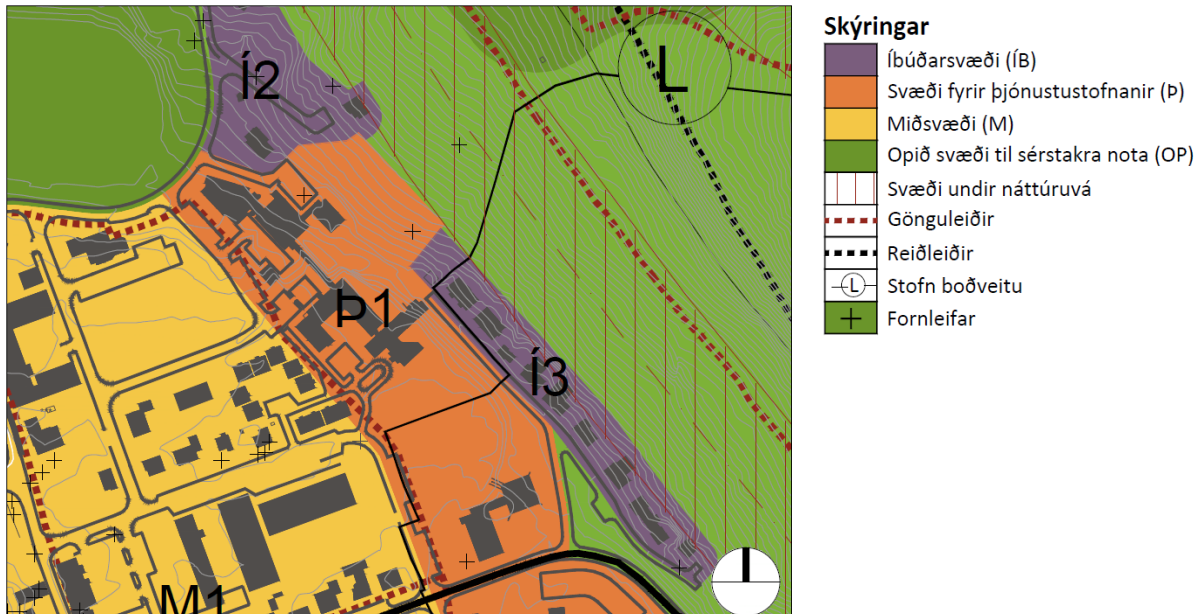 Í2
L
Þ1
Í3
M1
Skýringar
Íbúðarsvæði (ÍB)
Svæði fyrir þjónustustofnanir (Þ)
Miðsvæði (M)
Opið svæði til sérstakra nota (OP)
Svæði undir náttúruvá
Gönguleiðir
Reiðleiðir
L Stofn boðveitu
Fornleifar